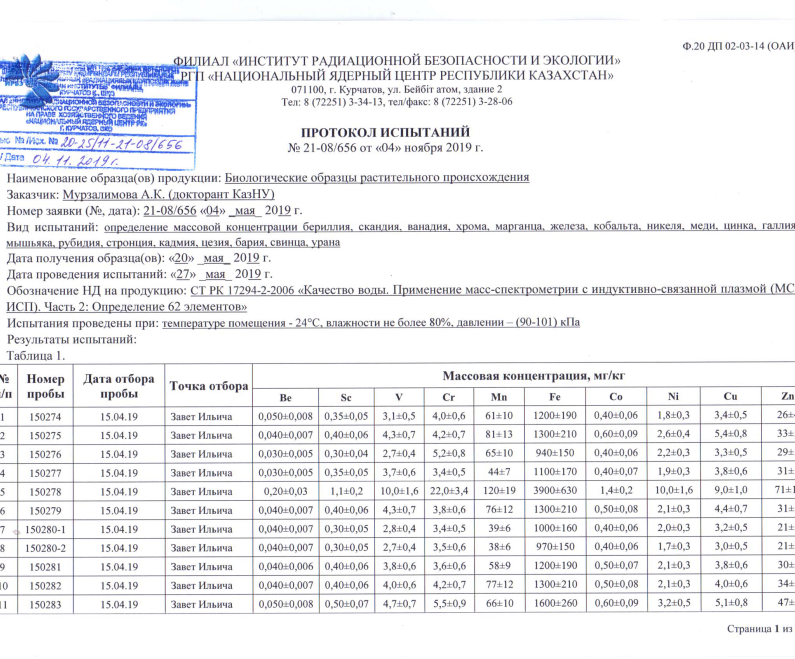 Ф.20 ДП 02-03-14 (ОАИ
ФИЛИАЛ «ИНСТИТУТ РАДИАЦИОННОЙ БЕЗОПАСНОСТИ И ЭКОЛОГИИ»
РГП «НАЦИОНАЛЬНЫЙ ЯДЕРНЫЙ ЦЕНТР РЕСПУБЛИКИ КАЗАХСТАН»
071100, г. Курчатов, ул. Бейбіт атом, здание 2
Тел: 8 (72251) 3-34-13, тел/факс: 8 (72251) 3-28-06
НА ПРАВЕ ХОЗЯЙСТВЕННОГО ВЕДЕНИЯ
«НАЦИОНАЛЬНЫЙ ЯДЕРНЫЙ ЦЕНТР РК»
Г. КУРЧАТОВ, ВКО
№ 20-25/11-21-08/656
Дата 04.11.2019г.
ПРОТОКОЛ ИСПЫТАНИЙ
№ 21-08/656 от «04» ноября 2019 г.
Наименование образца(ов) продукции: Биологические образцы растительного происхождения
Заказчик: Мурзалимова А.К. (докторант КазНУ)
Номер заявки (№, дата): 21-08/656 «04» _мая_ 2019 г.
Вид испытаний: определение массовой концентрации бериллия, скандия, ванадия, хрома, марганца, железа, кобальта, никеля, меди, цинка, галлия
мышьяка, рубидия, стронция, кадмия, цезия, бария, свинца, урана
Дата получения образца(ов): «20» _мая_ 2019 г.
Дата проведения испытаний: «27» _мая_ 2019 г.
Обозначение НД на продукцию: СТ РК 17294-2-2006 «Качество воды. Применение масс-спектрометрии с индуктивно-связанной плазмой (МС
ИСП). Часть 2: Определение 62 элементов»
Испытания проведены при: температуре помещения - 24°С, влажности не более 80%, давлении – (90-101) кПа
Результаты испытаний:
Таблица 1.
№ п/п Номер пробы Дата отбора пробы Точка отбора Массовая концентрация, мг/кг
Be Sc V Cr Mn Fe Co Ni Cu Zn
1 150274 15.04.19 Завет Ильича 0,050±0,008 0,35±0,05 3,1±0,5 4,0±0,6 61±10 1200±190 0,40±0,06 1,8±0,3 3,4±0,5 26±
2 150275 15.04.19 Завет Ильича 0,040±0,007 0,40±0,06 4,3±0,7 4,2±0,7 81±13 1300±210 0,60±0,09 2,6±0,4 5,4±0,8 33±
3 150276 15.04.19 Завет Ильича 0,030±0,005 0,30±0,04 2,7±0,4 5,2±0,8 65±10 940±150 0,40±0,06 2,2±0,3 3,3±0,5 29±
4 150277 15.04.19 Завет Ильича 0,030±0,005 0,35±0,05 3,7±0,6 3,4±0,5 44±7 1100±170 0,40±0,07 1,9±0,3 3,8±0,6 31±
5 150278 15.04.19 Завет Ильича 0,20±0,03 1,1±0,2 10,0±1,6 22,0±3,4 120±19 3900±630 1,4±0,2 10,0±1,6 9,0±1,0 71±1
6 150279 15.04.19 Завет Ильича 0,040±0,007 0,40±0,06 4,3±0,7 3,8±0,6 76±12 1300±210 0,50±0,08 2,1±0,3 4,4±0,7 31±
7 150280-1 15.04.19 Завет Ильича 0,040±0,007 0,30±0,05 2,8±0,4 3,4±0,5 39±6 1000±160 0,40±0,06 2,0±0,3 3,2±0,5 21±
8 150280-2 15.04.19 Завет Ильича 0,040±0,007 0,30±0,05 2,7±0,4 3,5±0,6 38±6 970±150 0,40±0,06 1,7±0,3 3,0±0,5 21±
9 150281 15.04.19 Завет Ильича 0,040±0,006 0,40±0,06 3,8±0,6 3,6±0,6 58±9 1200±190 0,50±0,07 2,1±0,3 3,8±0,6 30±
10 150282 15.04.19 Завет Ильича 0,040±0,007 0,40±0,06 4,0±0,6 4,2±0,7 77±12 1300±210 0,50±0,08 2,1±0,3 4,0±0,6 34±
11 150283 15.04.19 Завет Ильича 0,050±0,008 0,50±0,07 4,7±0,7 5,5±0,9 66±10 1600±260 0,60±0,09 3,2±0,5 5,1±0,8 47±
Страница 1 из